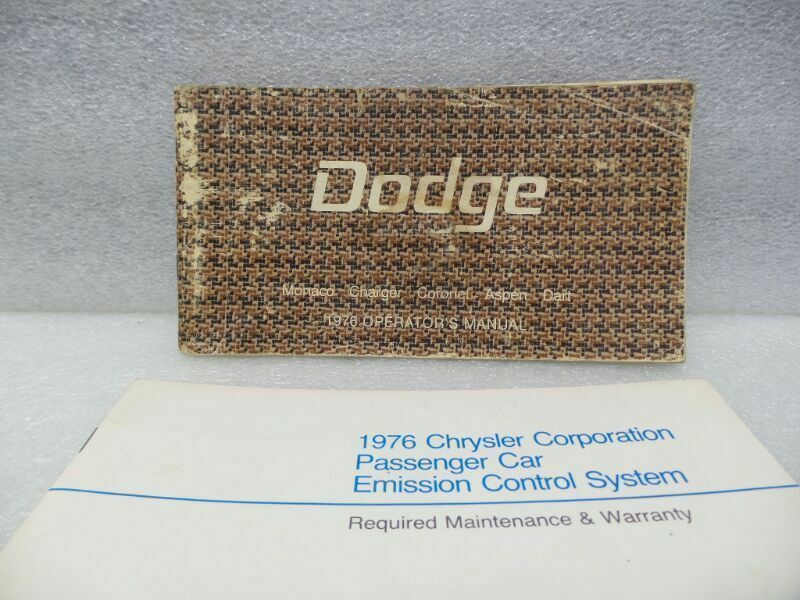 Dodge
Monaco Charger Coronet Aspen Dart
1976 OPERATOR'S MANUAL
1976 Chrysler Corporation
Passenger Car
Emission Control System
Required Maintenance & Warranty